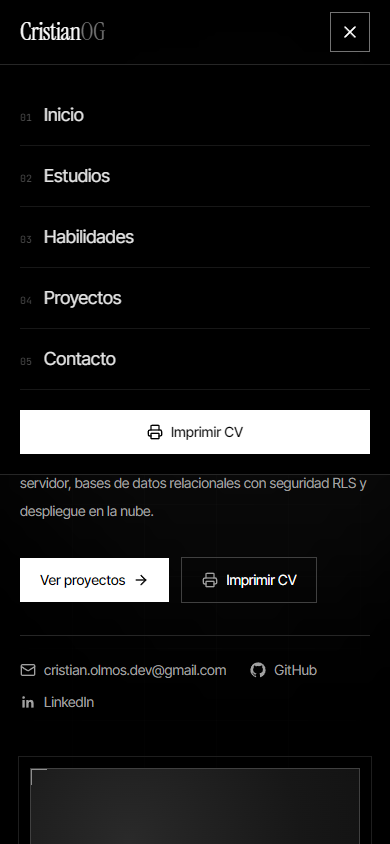 CristianOG
01 Inicio
02 Estudios
03 Habilidades
04 Proyectos
05 Contacto
Imprimir CV
servidor, bases de datos relacionales con seguridad RLS y
despliegue en la nube.
Ver proyectos → Imprimir CV
cristian.olmos.dev@gmail.com GitHub
LinkedIn